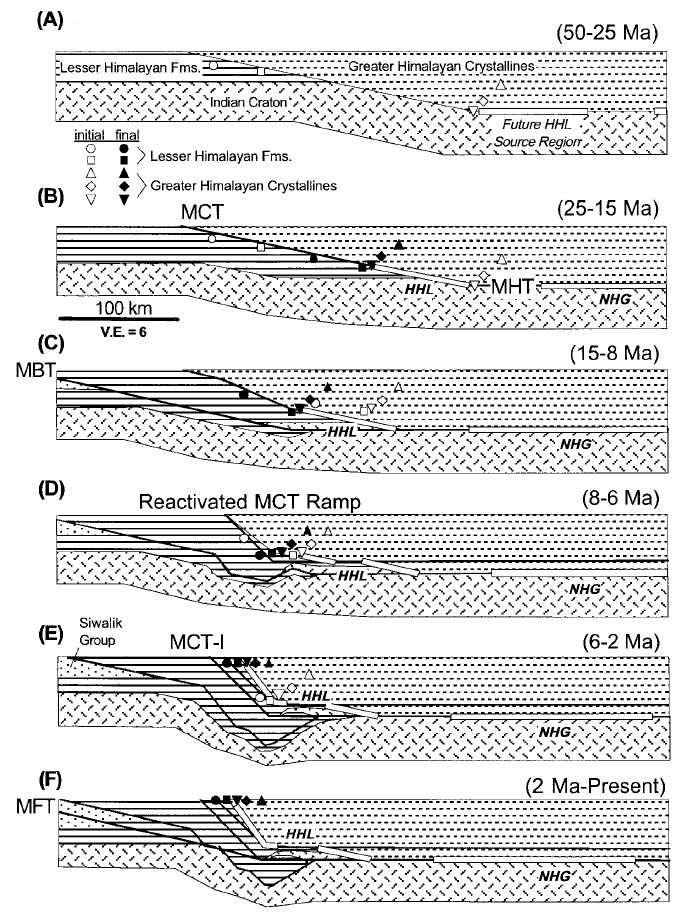 (A)
(50-25 Ma)
Lesser Himalayan Fms.
Greater Himalayan Crystallines
Indian Craton
Future HHL
Source Region
initial final
Lesser Himalayan Fms.
Greater Himalayan Crystallines
(B)
MCT
(25-15 Ma)
HHL
MHT
NHG
100 km
V.E. = 6
(C)
(15-8 Ma)
MBT
HHL
NHG
(D)
(8-6 Ma)
Reactivated MCT Ramp
HHL
NHG
(E)
Siwalik
Group
MCT-I
(6-2 Ma)
HHL
NHG
(F)
(2 Ma-Present)
MFT
HHL
NHG